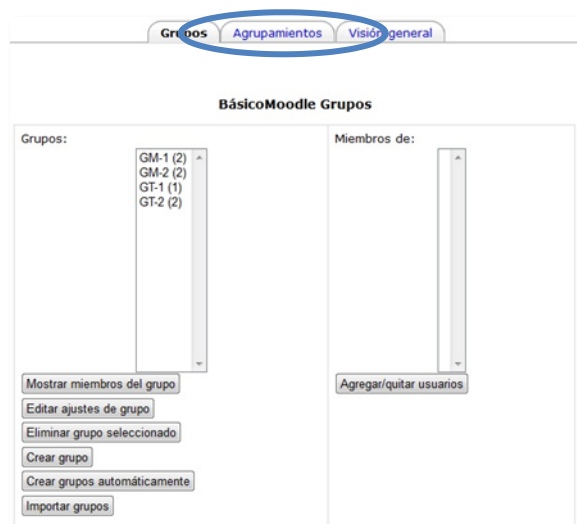 Grupos Agrupamientos Visión general
BásicoMoodle Grupos
Grupos:
GM-1 (2)
GM-2 (2)
GT-1 (1)
GT-2 (2)
Mostrar miembros del grupo
Editar ajustes de grupo
Eliminar grupo seleccionado
Crear grupo
Crear grupos automáticamente
Importar grupos
Miembros de:
Agregar/quitar usuarios